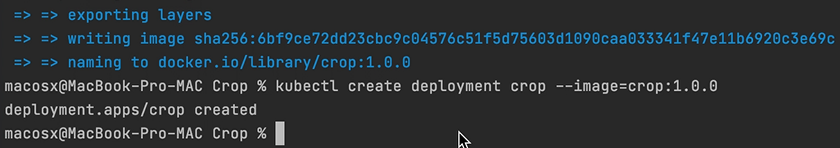 => => exporting layers
=> => writing image sha256:6bf9ce72dd23cbc9c04576c51f5d75603d1090caa033341f47e11b6920c3e69c
=> => naming to docker.io/library/crop:1.0.0
macosx@MacBook-Pro-MAC Crop % kubectl create deployment crop --image=crop:1.0.0
deployment.apps/crop created
macosx@MacBook-Pro-MAC Crop %